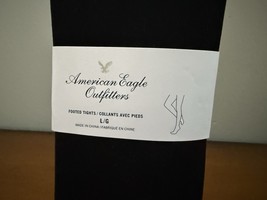 American Eagle
Outfitters
FOOTED TIGHTS / COLLANTS AVEC PIEDS
L/G
MADE IN CHINA / FABRIQUÉ EN CHINE